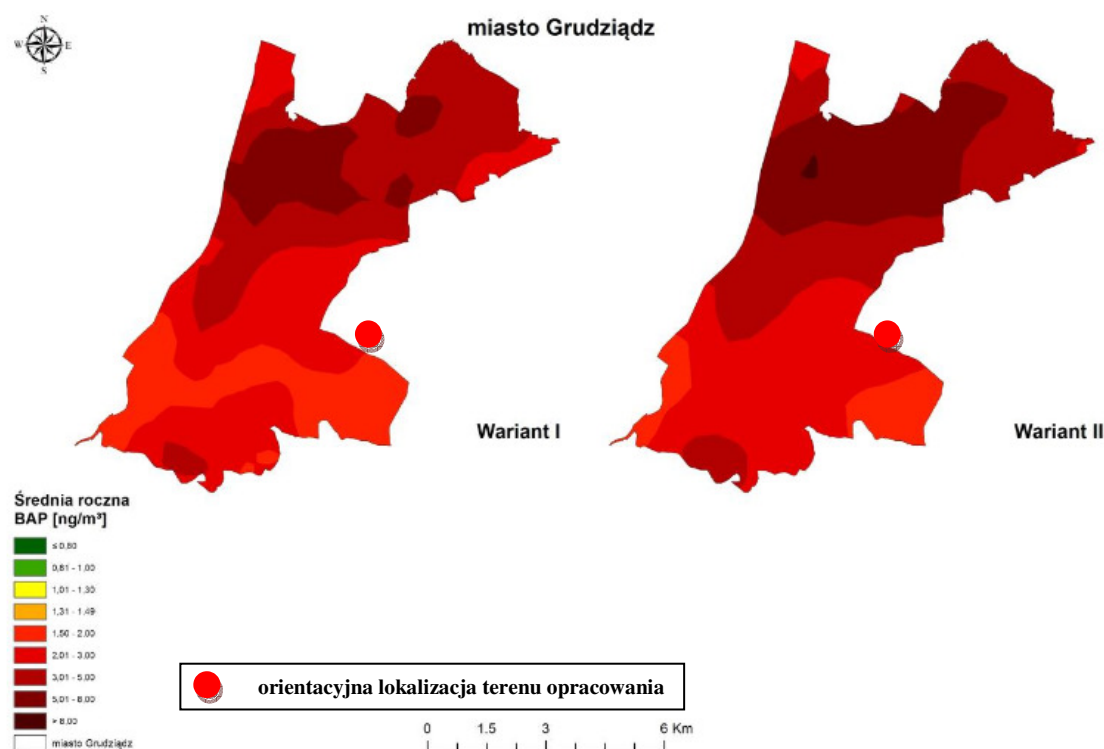 N
W E
S
miasto Grudziądz
Wariant I
Wariant II
Średnia roczna
BAP [ng/m³]
≤ 0,80
0,81 - 1,00
1,01 - 1,30
1,31 - 1,49
1,50 - 2,00
2,01 - 3,00
3,01 - 5,00
5,01 - 8,00
> 8,00
miasto Grudziądz
orientacyjna lokalizacja terenu opracowania
0 1.5 3 6 Km